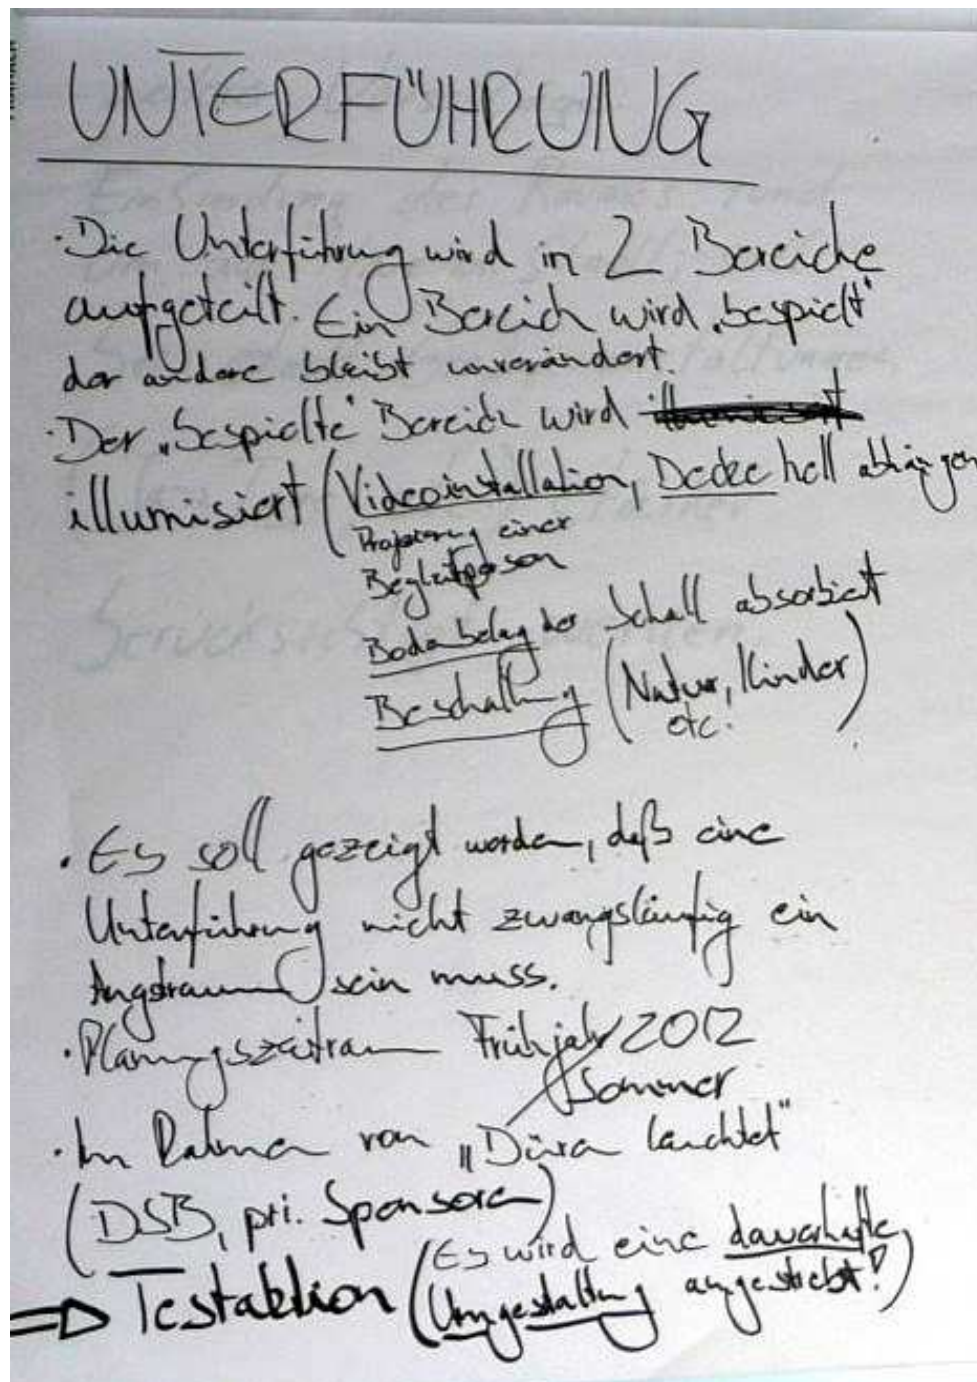 UNTERFÜHRUNG
· Die Unterführung wird in 2 Bereiche
aufgeteilt. Ein Bereich wird „bespielt"
der andere bleibt unverändert.
· Der „bespielte" Bereich wird
illumisiert (Videoinstallation, Decke hell abhängen
Projizierung einer
Begleitperson
Bodenbelag der Schall absorbiert
Beschallung (Natur, Kinder)
etc.
· Es soll gezeigt werden, daß eine
Unterführung nicht zwangsläufig ein
Angstraum sein muss.
· Planungszeitraum Frühjahr 2012
Sommer
· Im Rahmen von „Düren leuchtet"
(DSB, pri. Sponsoren)
⇒ Testaktion (Es wird eine dauerhafte
Umgestaltung angestrebt!)